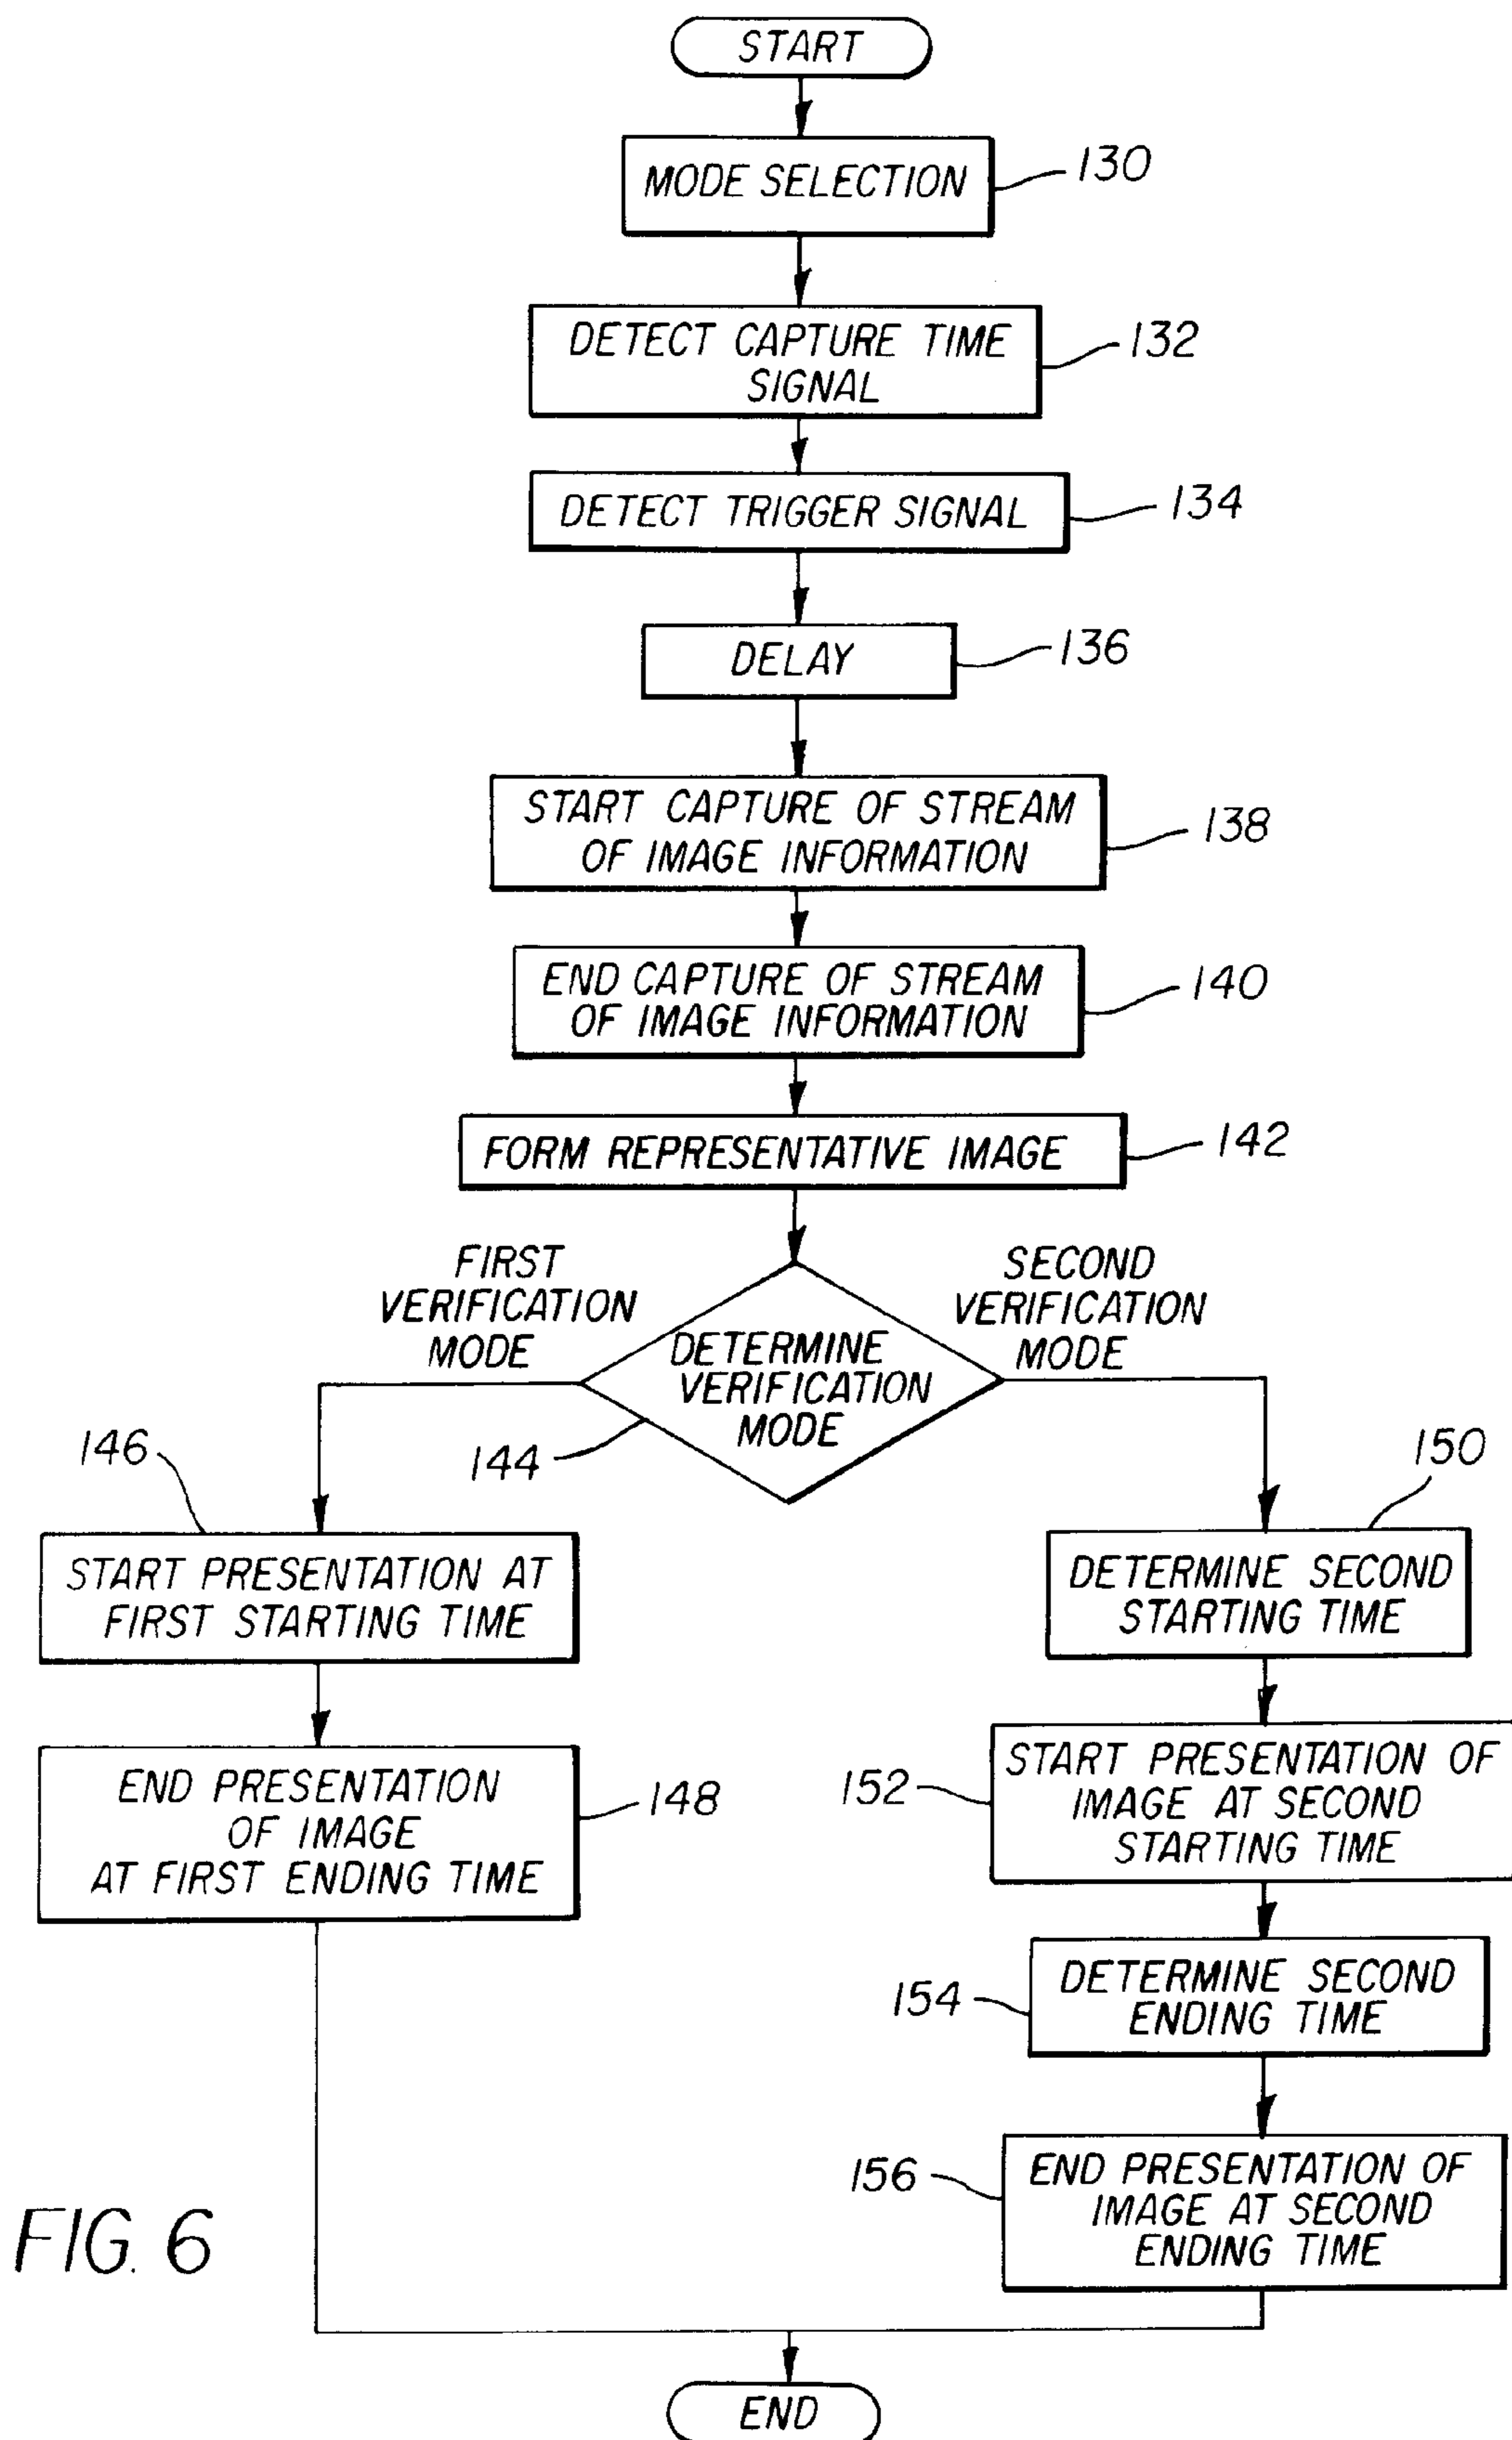 START
MODE SELECTION
130
DETECT CAPTURE TIME
SIGNAL
132
DETECT TRIGGER SIGNAL
134
DELAY
136
START CAPTURE OF STREAM
OF IMAGE INFORMATION
138
END CAPTURE OF STREAM
OF IMAGE INFORMATION
140
FORM REPRESENTATIVE IMAGE
142
FIRST
VERIFICATION
MODE
DETERMINE
VERIFICATION
MODE
144
SECOND
VERIFICATION
MODE
146
START PRESENTATION AT
FIRST STARTING TIME
END PRESENTATION
OF IMAGE
AT FIRST ENDING TIME
148
150
DETERMINE SECOND
STARTING TIME
152
START PRESENTATION OF
IMAGE AT SECOND
STARTING TIME
154
DETERMINE SECOND
ENDING TIME
156
END PRESENTATION OF
IMAGE AT SECOND
ENDING TIME
FIG. 6
END